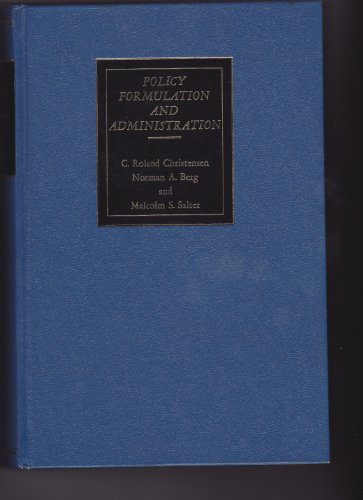 POLICY
FORMULATION
AND
ADMINISTRATION
C. Roland Christensen
Norman A. Berg
and
Malcolm S. Salter